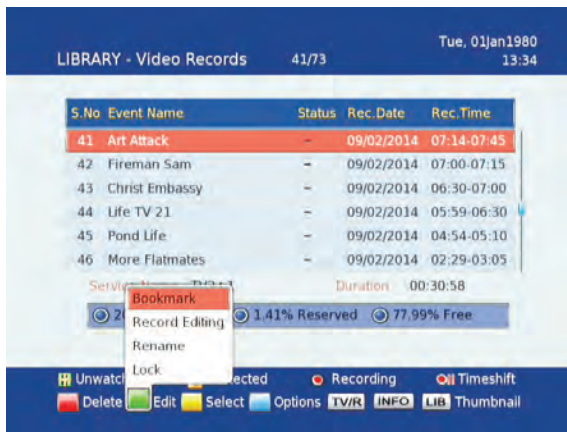 Tue, 01Jan1980
LIBRARY - Video Records 41/73 13:34
S.No Event Name Status Rec.Date Rec.Time
41 Art Attack - 09/02/2014 07:14-07:45
42 Fireman Sam - 09/02/2014 07:00-07:15
43 Christ Embassy - 09/02/2014 06:30-07:00
44 Life TV 21 - 09/02/2014 05:59-06:30
45 Pond Life - 09/02/2014 04:54-05:10
46 More Flatmates - 09/02/2014 02:29-03:05
Duration 00:30:58
Bookmark
1.41% Reserved 77.99% Free
Record Editing
Rename
Lock
Recording Timeshift
Delete Edit Select Options TV/R INFO LIB Thumbnail